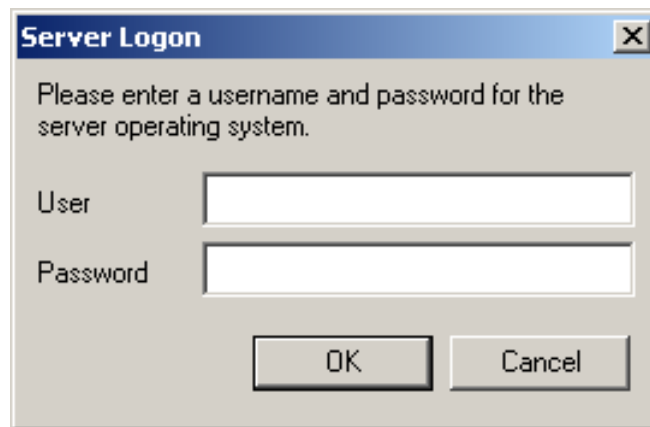 Server Logon
Please enter a username and password for the
server operating system.
User
Password
OK
Cancel